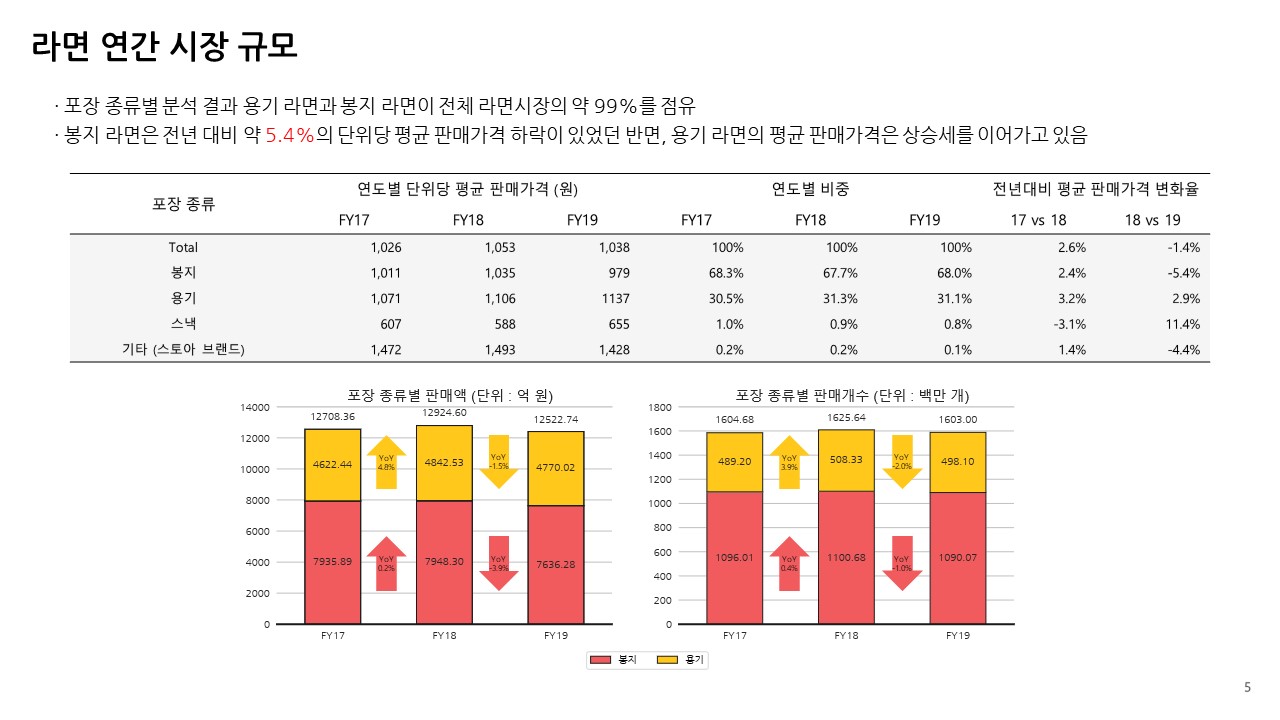 라면 연간 시장 규모
· 포장 종류별 분석 결과 용기 라면과 봉지 라면이 전체 라면시장의 약 99%를 점유
· 봉지 라면은 전년 대비 약 5.4%의 단위당 평균 판매가격 하락이 있었던 반면, 용기 라면의 평균 판매가격은 상승세를 이어가고 있음
포장 종류 연도별 단위당 평균 판매가격 (원) 연도별 비중 전년대비 평균 판매가격 변화율
FY17 FY18 FY19 FY17 FY18 FY19 17 vs 18 18 vs 19
Total 1,026 1,053 1,038 100% 100% 100% 2.6% -1.4%
봉지 1,011 1,035 979 68.3% 67.7% 68.0% 2.4% -5.4%
용기 1,071 1,106 1137 30.5% 31.3% 31.1% 3.2% 2.9%
스낵 607 588 655 1.0% 0.9% 0.8% -3.1% 11.4%
기타 (스토아 브랜드) 1,472 1,493 1,428 0.2% 0.2% 0.1% 1.4% -4.4%
포장 종류별 판매액 (단위 : 억 원)
14000
12000
10000
8000
6000
4000
2000
0
12708.36 12924.60 12522.74
4622.44 4842.53 4770.02
YoY
4.8%
YoY
-1.5%
7935.89 7948.30 7636.28
YoY
0.2%
YoY
-3.9%
FY17 FY18 FY19
포장 종류별 판매개수 (단위 : 백만 개)
1800
1600
1400
1200
1000
800
600
400
200
0
1604.68 1625.64 1603.00
489.20 508.33 498.10
YoY
3.9%
YoY
-2.0%
1096.01 1100.68 1090.07
YoY
0.4%
YoY
-1.0%
FY17 FY18 FY19
봉지 용기
5